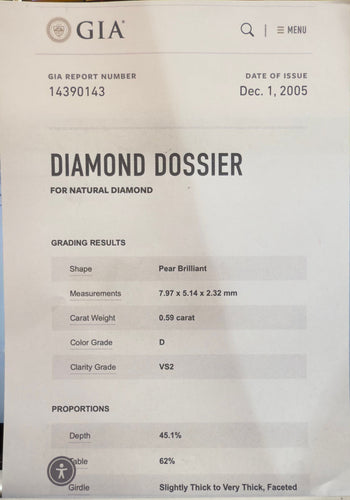 GIA
MENU
GIA REPORT NUMBER
14390143
DATE OF ISSUE
Dec. 1, 2005
DIAMOND DOSSIER
FOR NATURAL DIAMOND
GRADING RESULTS
Shape Pear Brilliant
Measurements 7.97 x 5.14 x 2.32 mm
Carat Weight 0.59 carat
Color Grade D
Clarity Grade VS2
PROPORTIONS
Depth 45.1%
Table 62%
Girdle Slightly Thick to Very Thick, Faceted